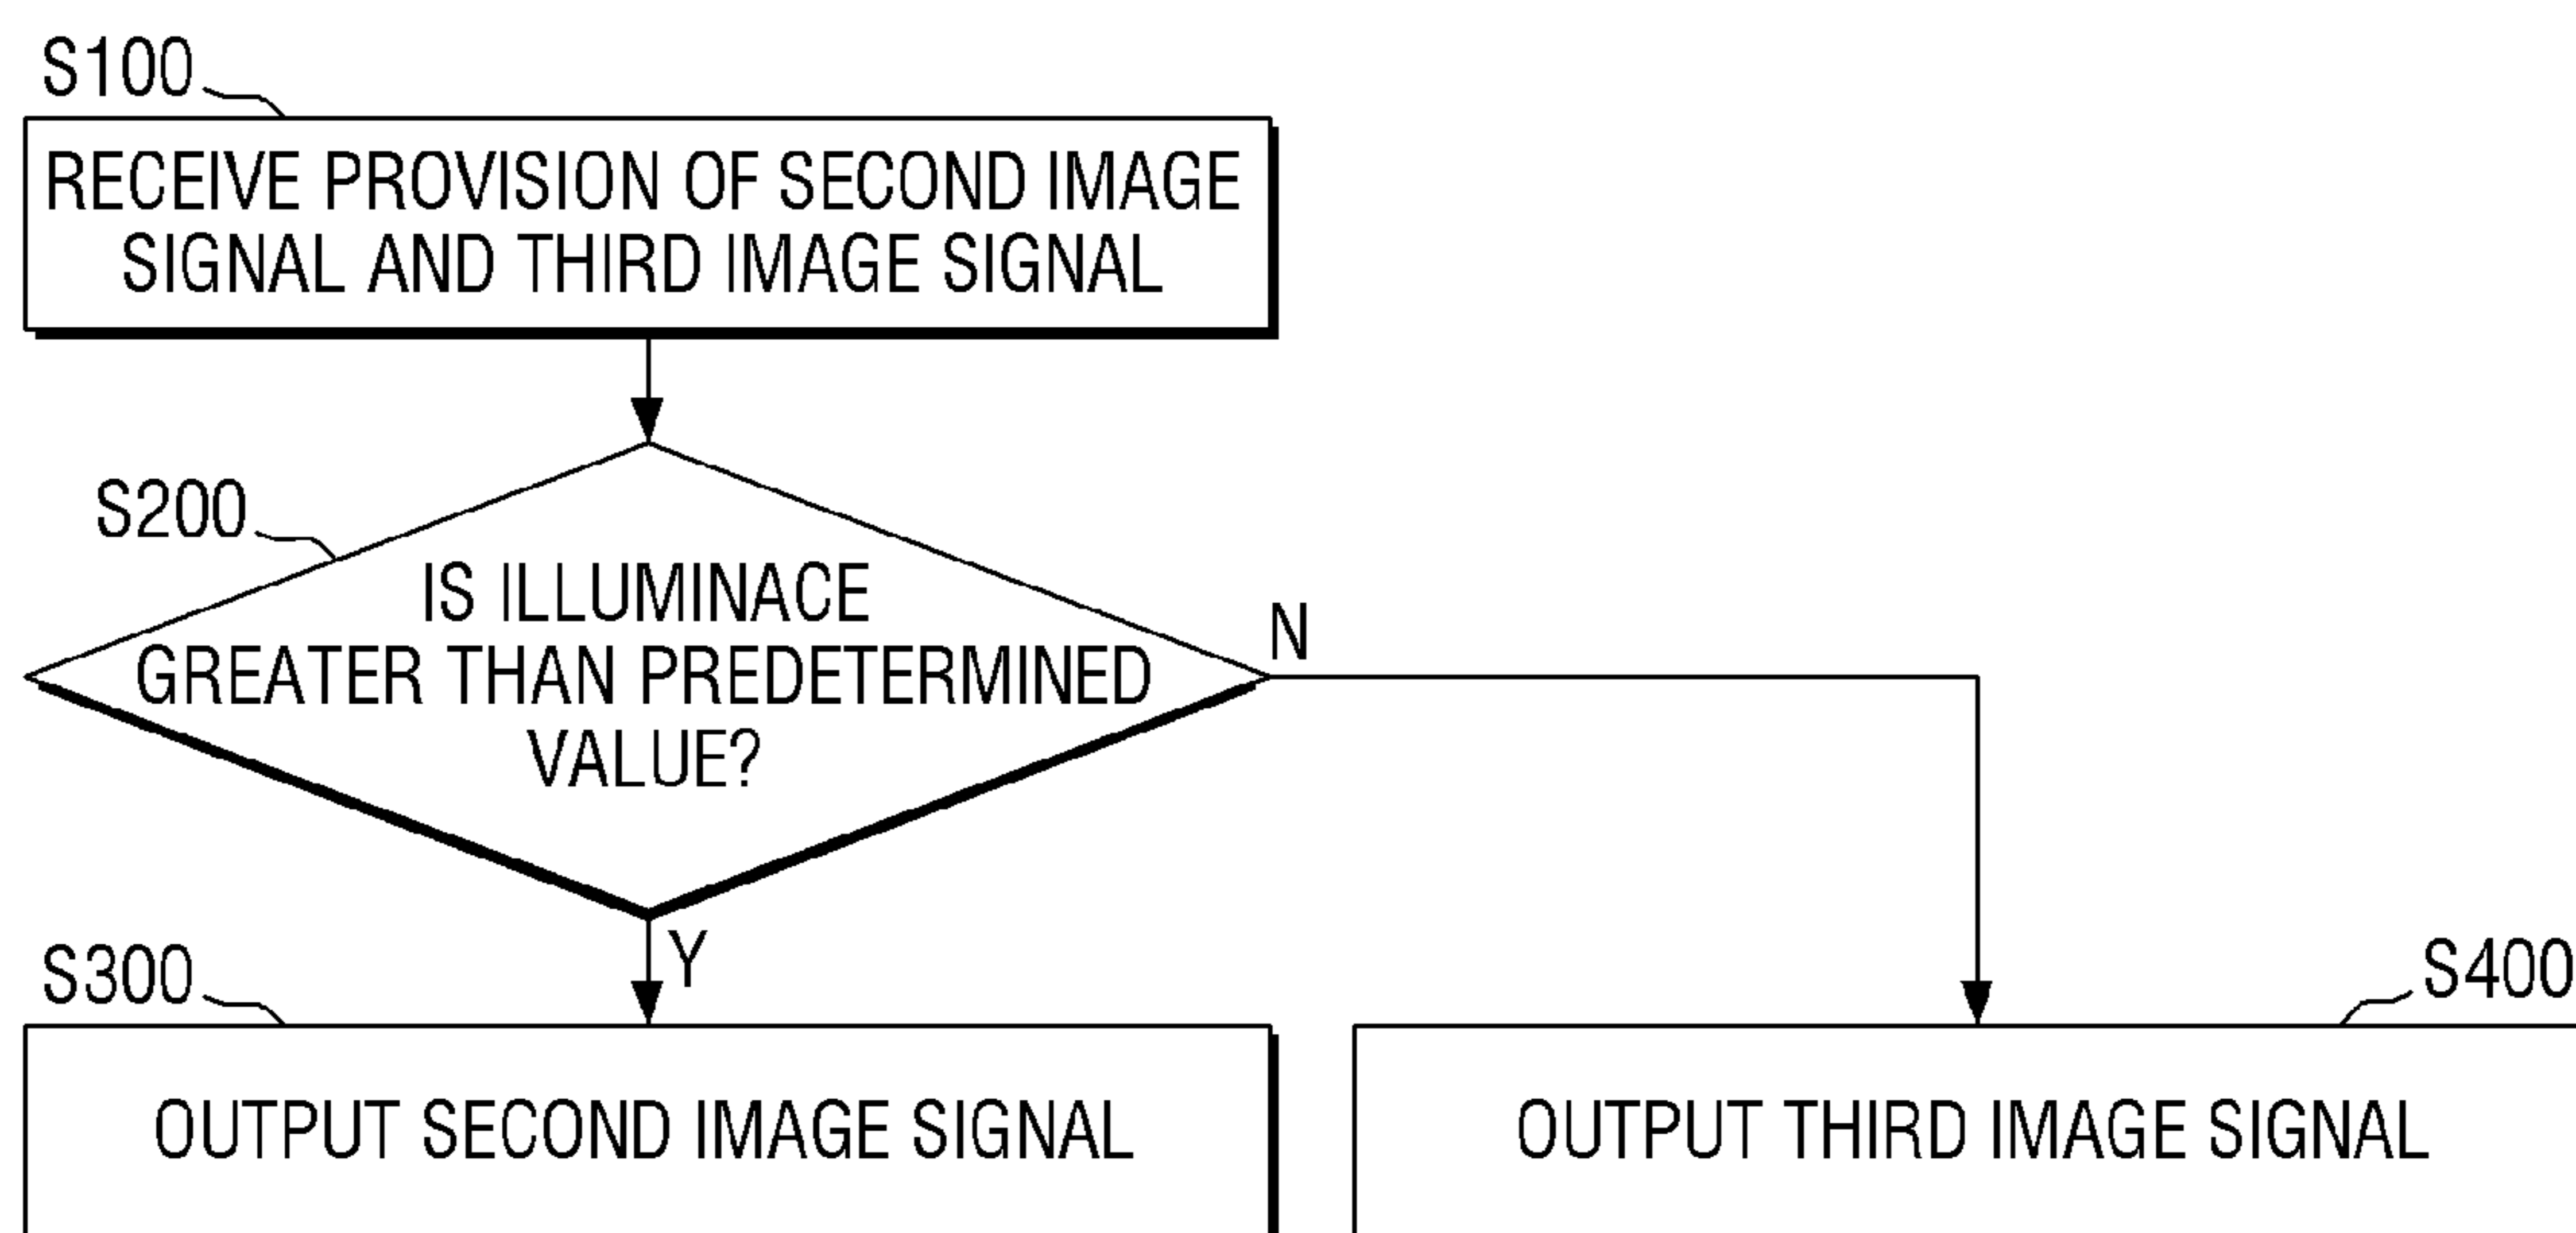 S100
RECEIVE PROVISION OF SECOND IMAGE
SIGNAL AND THIRD IMAGE SIGNAL
S200
IS ILLUMINACE
GREATER THAN PREDETERMINED
VALUE?
N
Y
S300
OUTPUT SECOND IMAGE SIGNAL
S400
OUTPUT THIRD IMAGE SIGNAL